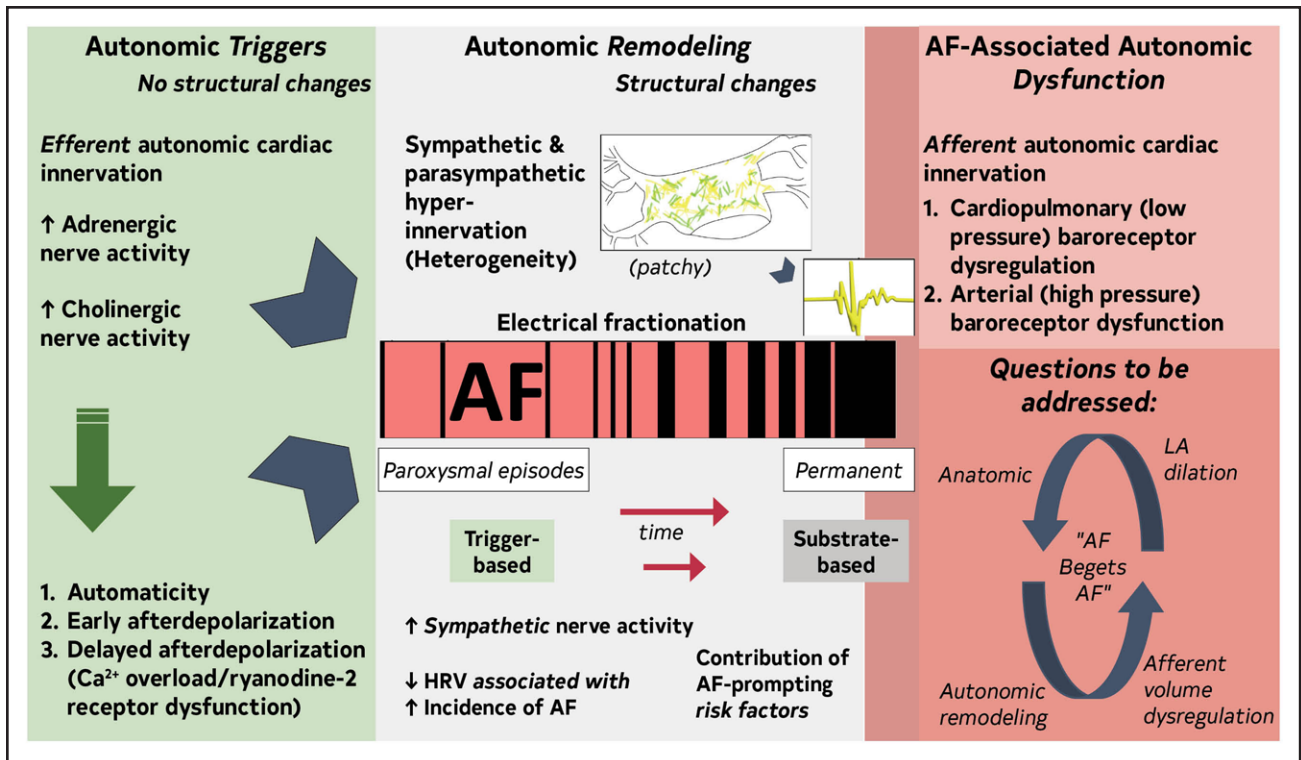 Autonomic Triggers
No structural changes
Efferent autonomic cardiac
innervation
↑ Adrenergic
nerve activity
↑ Cholinergic
nerve activity
1. Automaticity
2. Early afterdepolarization
3. Delayed afterdepolarization
(Ca²⁺ overload/ryanodine-2
receptor dysfunction)
Autonomic Remodeling
Structural changes
Sympathetic &
parasympathetic
hyper-
innervation
(Heterogeneity)
(patchy)
Electrical fractionation
AF
Paroxysmal episodes
Permanent
Trigger-
based
time
Substrate-
based
↑ Sympathetic nerve activity
↓ HRV associated with
↑ Incidence of AF
Contribution of
AF-prompting
risk factors
AF-Associated Autonomic
Dysfunction
Afferent autonomic cardiac
innervation
1. Cardiopulmonary (low
pressure) baroreceptor
dysregulation
2. Arterial (high pressure)
baroreceptor dysfunction
Questions to be
addressed:
Anatomic
LA
dilation
"AF
Begets
AF"
Autonomic
remodeling
Afferent
volume
dysregulation